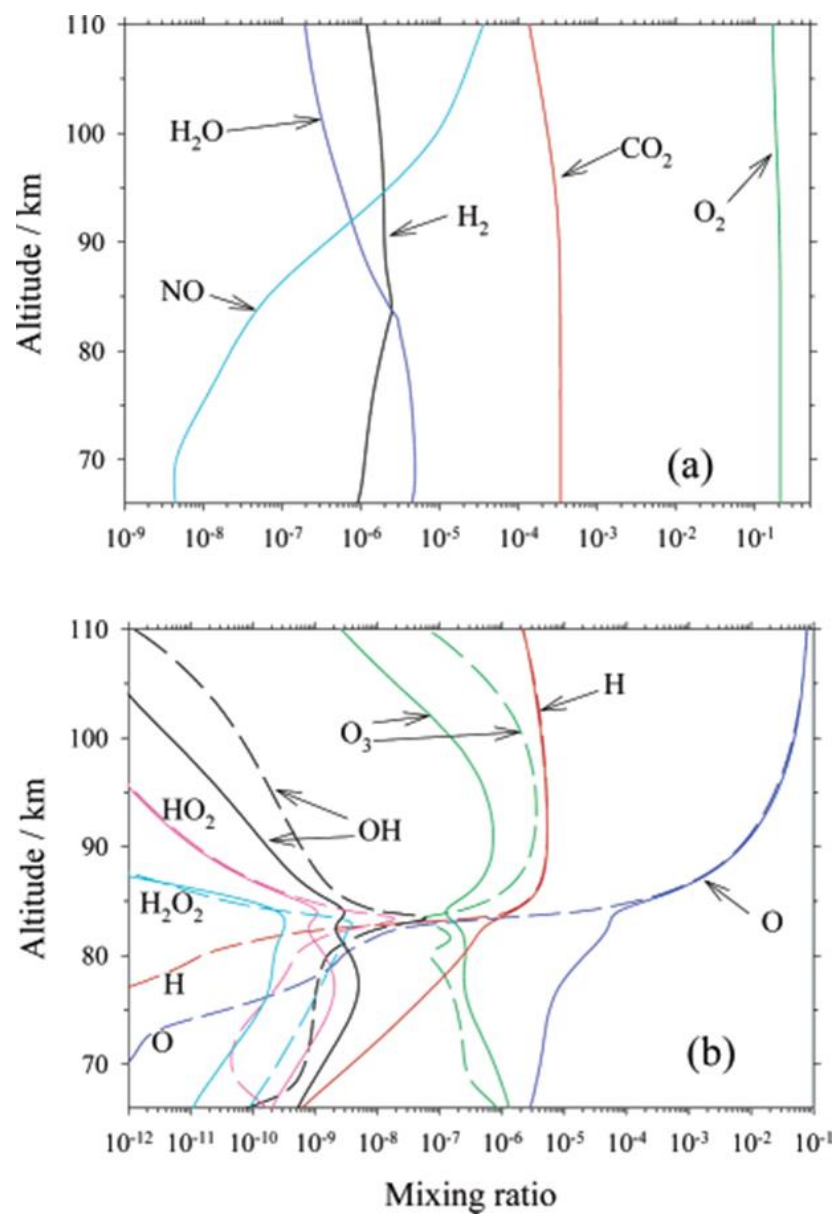 110
100
90
80
70
Altitude / km
H₂O
NO
H₂
CO₂
O₂
(a)
10⁻⁹ 10⁻⁸ 10⁻⁷ 10⁻⁶ 10⁻⁵ 10⁻⁴ 10⁻³ 10⁻² 10⁻¹
110
100
90
80
70
Altitude / km
H
O₃
HO₂
OH
H₂O₂
O
H
O
(b)
10⁻¹² 10⁻¹¹ 10⁻¹⁰ 10⁻⁹ 10⁻⁸ 10⁻⁷ 10⁻⁶ 10⁻⁵ 10⁻⁴ 10⁻³ 10⁻² 10⁻¹
Mixing ratio